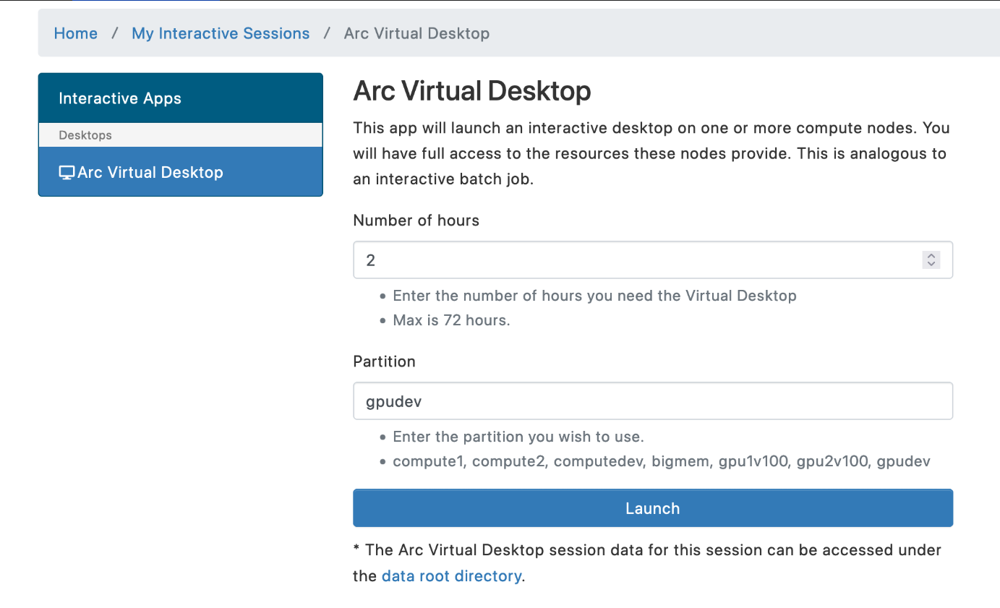 Home / My Interactive Sessions / Arc Virtual Desktop
Interactive Apps
Desktops
Arc Virtual Desktop
Arc Virtual Desktop
This app will launch an interactive desktop on one or more compute nodes. You
will have full access to the resources these nodes provide. This is analogous to
an interactive batch job.
Number of hours
2
• Enter the number of hours you need the Virtual Desktop
• Max is 72 hours.
Partition
gpudev
• Enter the partition you wish to use.
• compute1, compute2, computedev, bigmem, gpu1v100, gpu2v100, gpudev
Launch
* The Arc Virtual Desktop session data for this session can be accessed under
the data root directory.